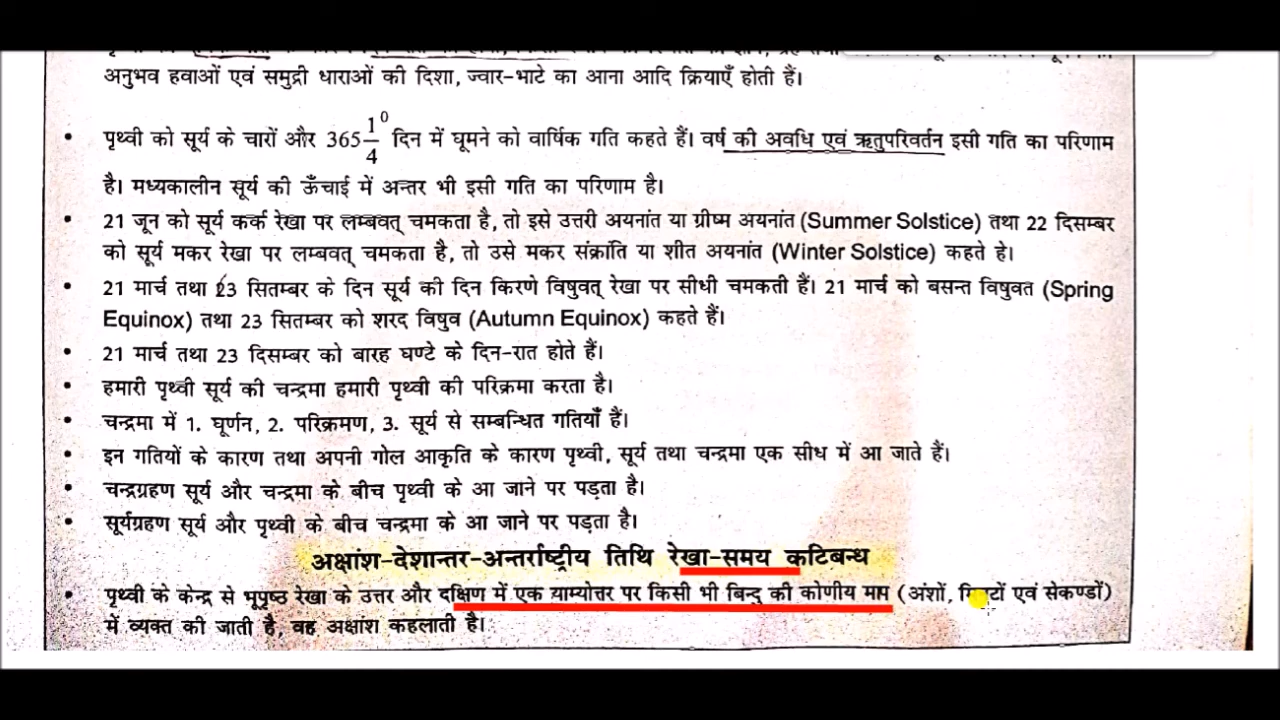 अनुभव हवाओं एवं समुद्री धाराओं की दिशा, ज्वार-भाटे का आना आदि क्रियाएँ होती हैं।
• पृथ्वी को सूर्य के चारों और 365 1/4⁰ दिन में घूमने को वार्षिक गति कहते हैं। वर्ष की अवधि एवं ऋतुपरिवर्तन इसी गति का परिणाम
है। मध्यकालीन सूर्य की ऊँचाई में अन्तर भी इसी गति का परिणाम है।
• 21 जून को सूर्य कर्क रेखा पर लम्बवत् चमकता है, तो इसे उत्तरी अयनांत या ग्रीष्म अयनांत (Summer Solstice) तथा 22 दिसम्बर
को सूर्य मकर रेखा पर लम्बवत् चमकता है, तो उसे मकर संक्रांति या शीत अयनांत (Winter Solstice) कहते हे।
• 21 मार्च तथा 23 सितम्बर के दिन सूर्य की दिन किरणे विषुवत् रेखा पर सीधी चमकती हैं। 21 मार्च को बसन्त विषुवत (Spring
Equinox) तथा 23 सितम्बर को शरद विषुव (Autumn Equinox) कहते हैं।
• 21 मार्च तथा 23 दिसम्बर को बारह घण्टे के दिन-रात होते हैं।
• हमारी पृथ्वी सूर्य की चन्द्रमा हमारी पृथ्वी की परिक्रमा करता है।
• चन्द्रमा में 1. घूर्णन, 2. परिक्रमण, 3. सूर्य से सम्बन्धित गतियाँ हैं।
• इन गतियों के कारण तथा अपनी गोल आकृति के कारण पृथ्वी, सूर्य तथा चन्द्रमा एक सीध में आ जाते हैं।
• चन्द्रग्रहण सूर्य और चन्द्रमा के बीच पृथ्वी के आ जाने पर पड़ता है।
• सूर्यग्रहण सूर्य और पृथ्वी के बीच चन्द्रमा के आ जाने पर पड़ता है।
अक्षांश-देशान्तर-अन्तर्राष्ट्रीय तिथि रेखा-समय कटिबन्ध
• पृथ्वी के केन्द्र से भूपृष्ठ रेखा के उत्तर और दक्षिण में एक याम्योत्तर पर किसी भी बिन्दु की कोणीय माप (अंशों, एवं सेकण्डों)
में व्यक्त की जाती है, वह अक्षांश कहलाता है।